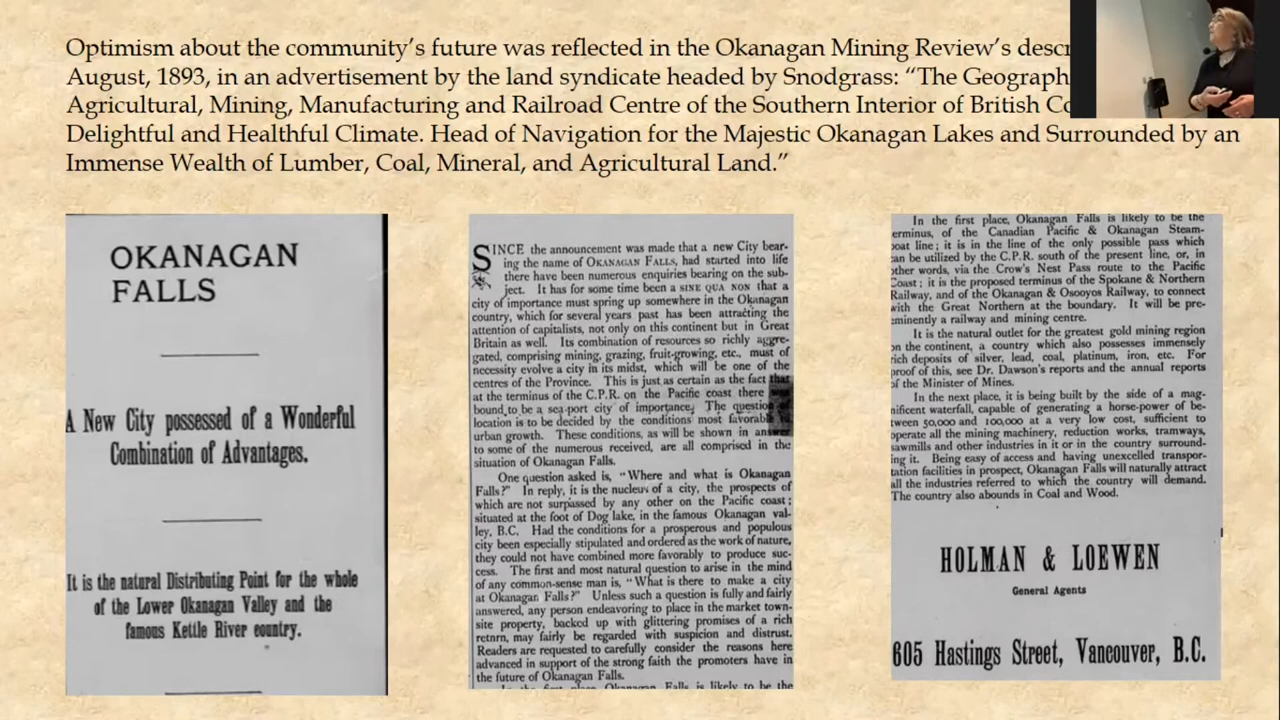 Optimism about the community's future was reflected in the Okanagan Mining Review's
August, 1893, in an advertisement by the land syndicate headed by Snodgrass: "The
Agricultural, Mining, Manufacturing and Railroad Centre of the Southern Interior of British
Delightful and Healthful Climate. Head of Navigation for the Majestic Okanagan Lakes and Surrounded by an
Immense Wealth of Lumber, Coal, Mineral, and Agricultural Land."
OKANAGAN
FALLS
A New City possessed of a Wonderful
Combination of Advantages.
It is the natural Distributing Point for the whole
of the Lower Okanagan Valley and the
famous Kettle River country.
SINCE the announcement was made that a new City bear-
ing the name of OKANAGAN FALLS, had started into life
there have been numerous enquiries bearing on the sub-
ject. It has for some time been a SINE QUA NON that a
city of importance must spring up somewhere in the Okanagan
country, which for several years past has been attracting the
attention of capitalists, not only on this continent but in Great
Britain as well. Its combination of resources so richly aggre-
gated, comprising mining, grazing, fruit-growing, etc., must of
necessity evolve a city in its midst, which will be one of the
centres of the Province. This is just as certain as the fact that
at the terminus of the C.P.R. on the Pacific coast there
bound to be a sea-port city of importance. The question
location is to be decided by the conditions most favorable
urban growth. These conditions, as will be shown in answer
to some of the numerous received, are all comprised in the
situation of Okanagan Falls.
One question asked is, "Where and what is Okanagan
Falls?" In reply, it is the nucleus of a city, the prospects of
which are not surpassed by any other on the Pacific coast;
situated at the foot of Dog lake, in the famous Okanagan val-
ley, B.C. Had the conditions for a prosperous and populous
city been especially stipulated and ordered as the work of nature,
they could not have combined more favorably to produce suc-
cess. The first and most natural question to arise in the mind
of any common-sense man is, "What is there to make a city
at Okanagan Falls?" Unless such a question is fully and fairly
answered, any person endeavoring to place in the market town-
site property, backed up with glittering promises of a rich
retnrn, may fairly be regarded with suspicion and distrust.
Readers are requested to carefully consider the reasons here
advanced in support of the strong faith the promoters have in
the future of Okanagan Falls.
In the first place, Okanagan Falls is likely to be the
In the first place, Okanagan Falls is likely to be the
erminus, of the Canadian Pacific & Okanagan Steam-
oat line; it is in the line of the only possible pass which
can be utilized by the C.P.R. south of the present line, or, in
other words, via the Crow's Nest Pass route to the Pacific
Coast; it is the proposed terminus of the Spokane & Northern
Railway, and of the Okanagan & Osooyos Railway, to connect
with the Great Northern at the boundary. It will be pre-
eminently a railway and mining centre.
It is the natural outlet for the greatest gold mining region
on the continent, a country which also possesses immensely
rich deposits of silver, lead, coal, platinum, iron, etc. For
proof of this, see Dr. Dawson's reports and the annual reports
of the Minister of Mines.
In the next place, it is being built by the side of a mag-
nificent waterfall, capable of generating a horse-power of be-
tween 50,000 and 100,000 at a very low cost, sufficient to
operate all the mining machinery, reduction works, tramways,
sawmills and other industries in it or in the country surround-
ing it. Being easy of access and having unexcelled transpor-
tation facilities in prospect, Okanagan Falls will naturally attract
all the industries referred to which the country will demand.
The country also abounds in Coal and Wood.
HOLMAN & LOEWEN
General Agents
605 Hastings Street, Vancouver, B.C.